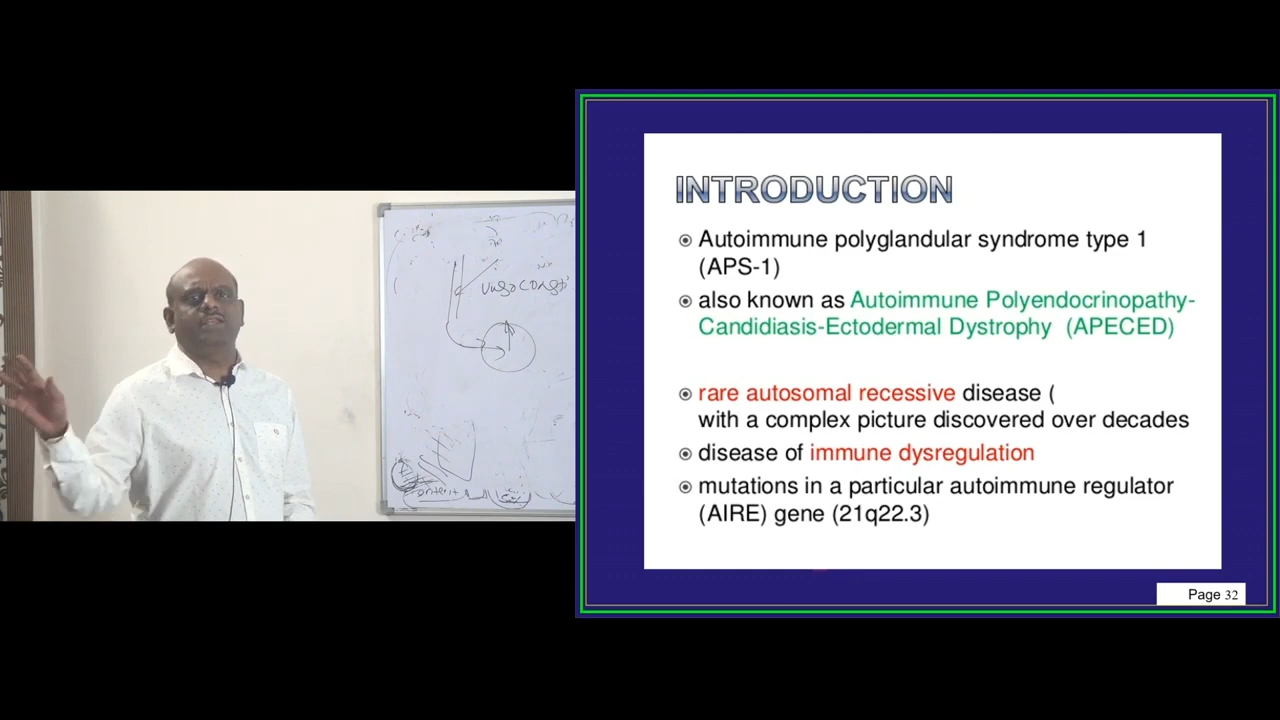 vasoconst
INTRODUCTION
Autoimmune polyglandular syndrome type 1
(APS-1)
also known as Autoimmune Polyendocrinopathy-
Candidiasis-Ectodermal Dystrophy (APECED)
rare autosomal recessive disease (
with a complex picture discovered over decades
disease of immune dysregulation
mutations in a particular autoimmune regulator
(AIRE) gene (21q22.3)
Page 32